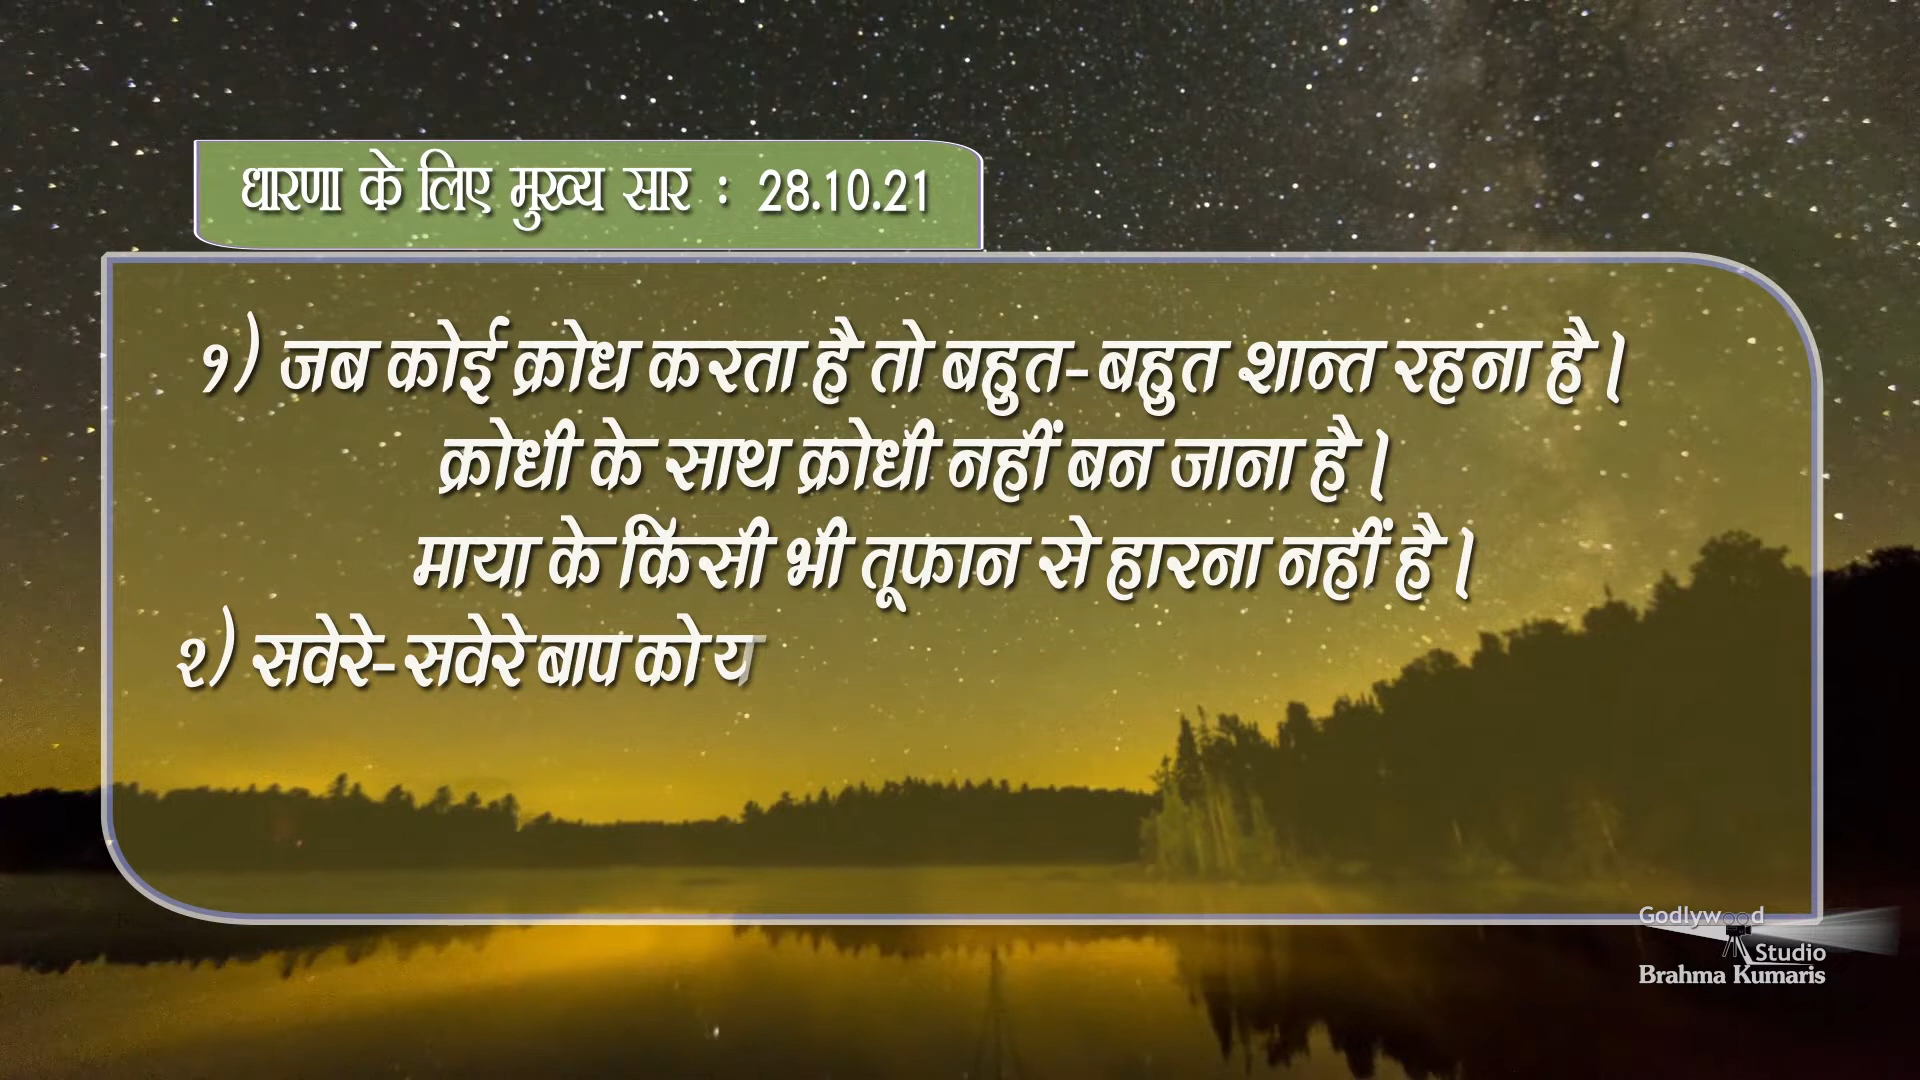 धारणा के लिए मुख्य सार : 28.10.21
१) जब कोई क्रोध करता है तो बहुत-बहुत शान्त रहना है।
क्रोधी के साथ क्रोधी नहीं बन जाना है।
माया के किसी भी तूफान से हारना नहीं है।
२) सवेरे-सवेरे बाप को य
Godlywood
Studio
Brahma Kumaris